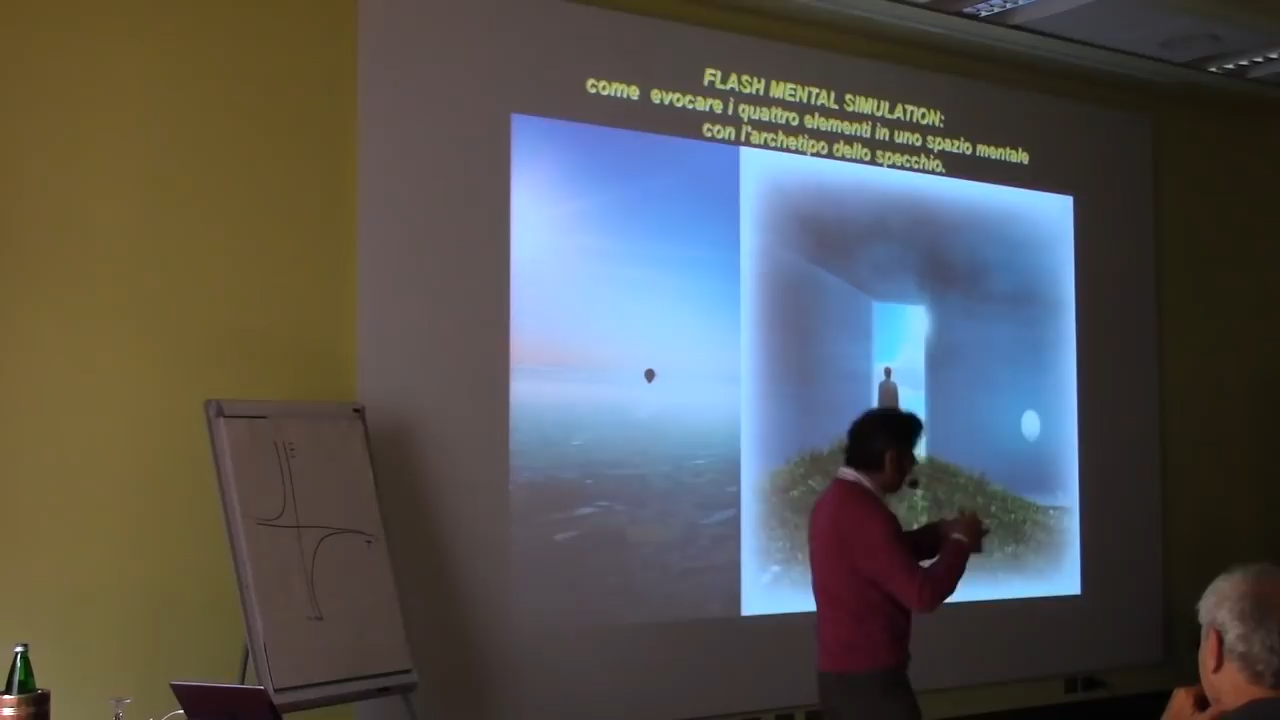 FLASH MENTAL SIMULATION:
come evocare i quattro elementi in uno spazio mentale
con l'archetipo dello specchio.